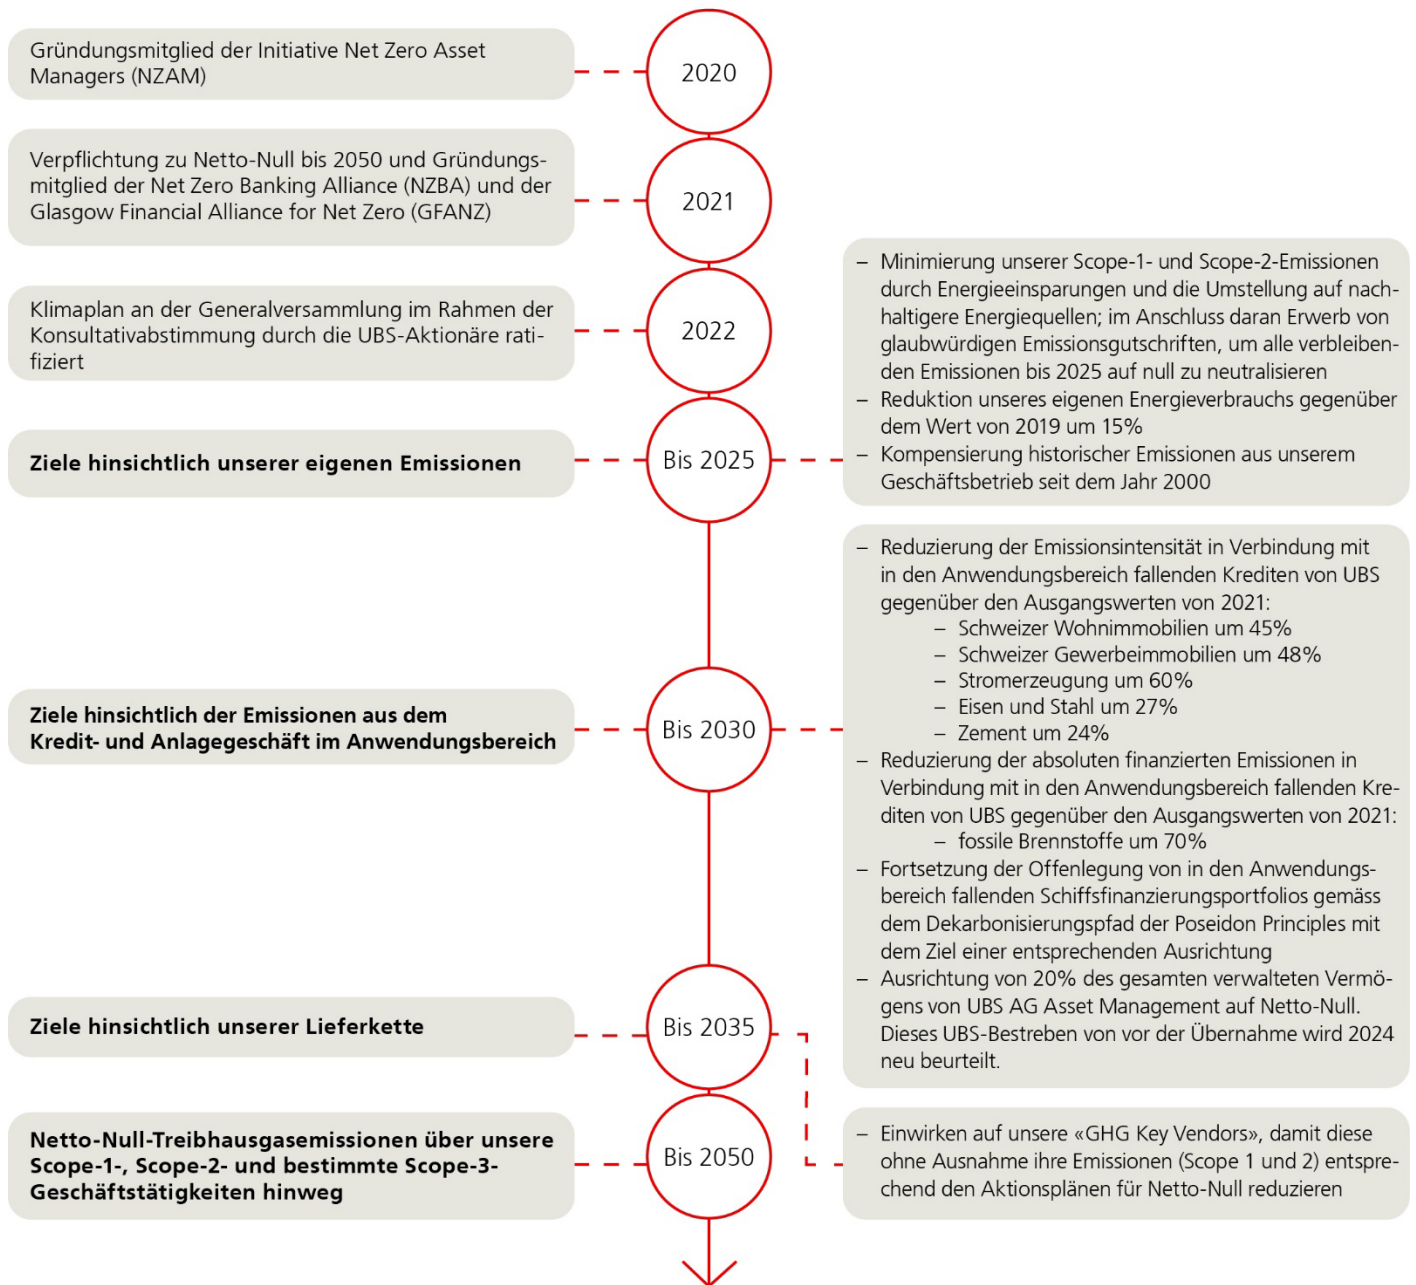 Gründungsmitglied der Initiative Net Zero Asset
Managers (NZAM)
2020
Verpflichtung zu Netto-Null bis 2050 und Gründungs-
mitglied der Net Zero Banking Alliance (NZBA) und der
Glasgow Financial Alliance for Net Zero (GFANZ)
2021
Klimaplan an der Generalversammlung im Rahmen der
Konsultativabstimmung durch die UBS-Aktionäre rati-
fiziert
2022
Ziele hinsichtlich unserer eigenen Emissionen
Bis 2025
– Minimierung unserer Scope-1- und Scope-2-Emissionen
durch Energieeinsparungen und die Umstellung auf nach-
haltigere Energiequellen; im Anschluss daran Erwerb von
glaubwürdigen Emissionsgutschriften, um alle verbleiben-
den Emissionen bis 2025 auf null zu neutralisieren
– Reduktion unseres eigenen Energieverbrauchs gegenüber
dem Wert von 2019 um 15%
– Kompensierung historischer Emissionen aus unserem
Geschäftsbetrieb seit dem Jahr 2000
Ziele hinsichtlich der Emissionen aus dem
Kredit- und Anlagegeschäft im Anwendungsbereich
Bis 2030
– Reduzierung der Emissionsintensität in Verbindung mit
in den Anwendungsbereich fallenden Krediten von UBS
gegenüber den Ausgangswerten von 2021:
– Schweizer Wohnimmobilien um 45%
– Schweizer Gewerbeimmobilien um 48%
– Stromerzeugung um 60%
– Eisen und Stahl um 27%
– Zement um 24%
– Reduzierung der absoluten finanzierten Emissionen in
Verbindung mit in den Anwendungsbereich fallenden Kre-
diten von UBS gegenüber den Ausgangswerten von 2021:
– fossile Brennstoffe um 70%
– Fortsetzung der Offenlegung von in den Anwendungs-
bereich fallenden Schiffsfinanzierungsportfolios gemäss
dem Dekarbonisierungspfad der Poseidon Principles mit
dem Ziel einer entsprechenden Ausrichtung
– Ausrichtung von 20% des gesamten verwalteten Vermö-
gens von UBS AG Asset Management auf Netto-Null.
Dieses UBS-Bestreben von vor der Übernahme wird 2024
neu beurteilt.
Ziele hinsichtlich unserer Lieferkette
Bis 2035
– Einwirken auf unsere «GHG Key Vendors», damit diese
ohne Ausnahme ihre Emissionen (Scope 1 und 2) entspre-
chend den Aktionsplänen für Netto-Null reduzieren
Netto-Null-Treibhausgasemissionen über unsere
Scope-1-, Scope-2- und bestimmte Scope-3-
Geschäftstätigkeiten hinweg
Bis 2050